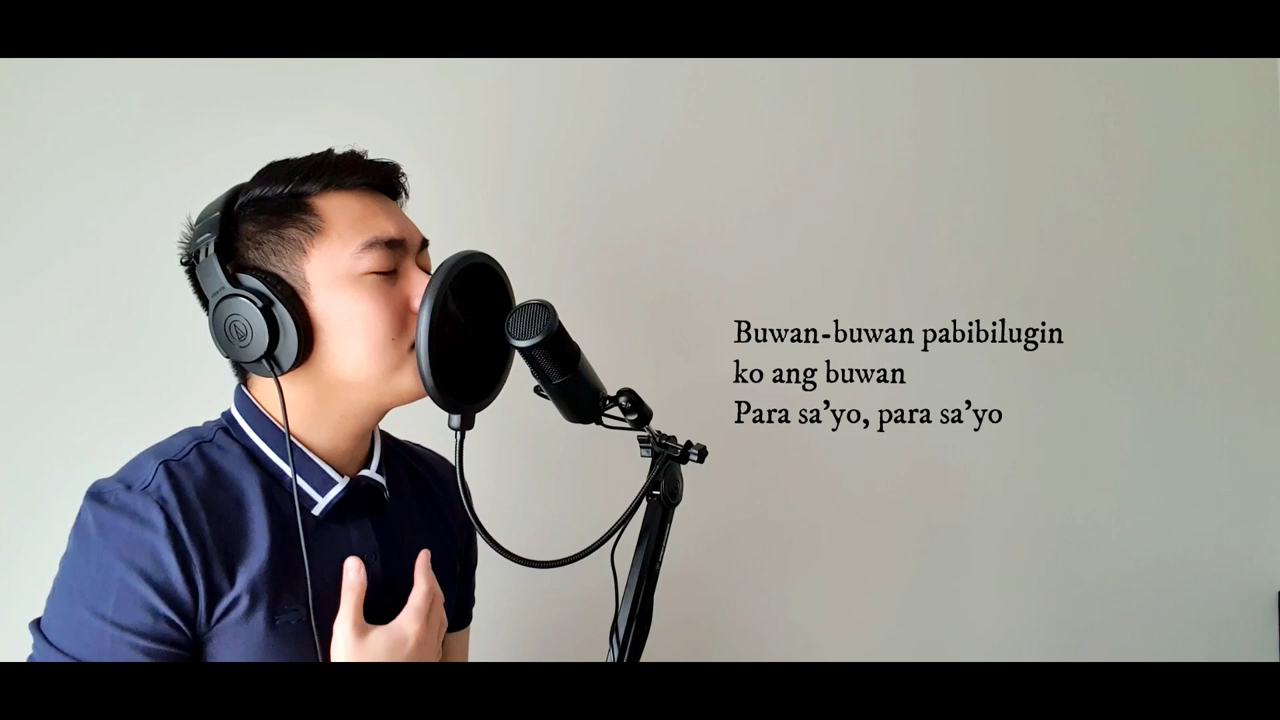 Buwan-buwan pabibilugin
ko ang buwan
Para sa’yo, para sa’yo